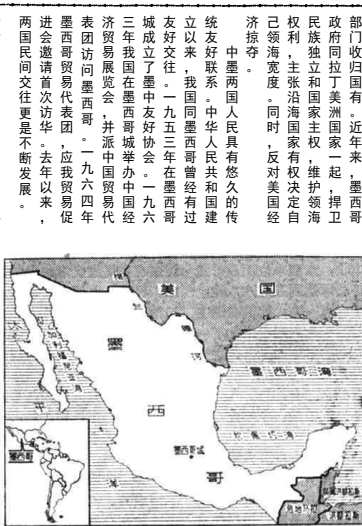 部门收归国有。近年来，墨西哥
政府同拉丁美洲国家一起，捍卫
民族独立和国家主权，维护领海
权利，主张沿海国家有权决定自
己领海宽度。同时，反对美国经
济掠夺。
中墨两国人民具有悠久的传
统友好联系。中华人民共和国建
立以来，我国同墨西哥曾经有过
友好交往。一九五三年在墨西哥
城成立了墨中友好协会。一九六
三年我国在墨西哥城举办中国经
济贸易展览会，并派中国贸易代
表团访问墨西哥。一九六四年
墨西哥贸易代表团，应我贸易促
进会邀请首次访华。去年以来，
两国民间交往更是不断发展。
美国
墨西哥
墨西哥湾
太平洋
墨西哥城
墨西哥
危地马拉